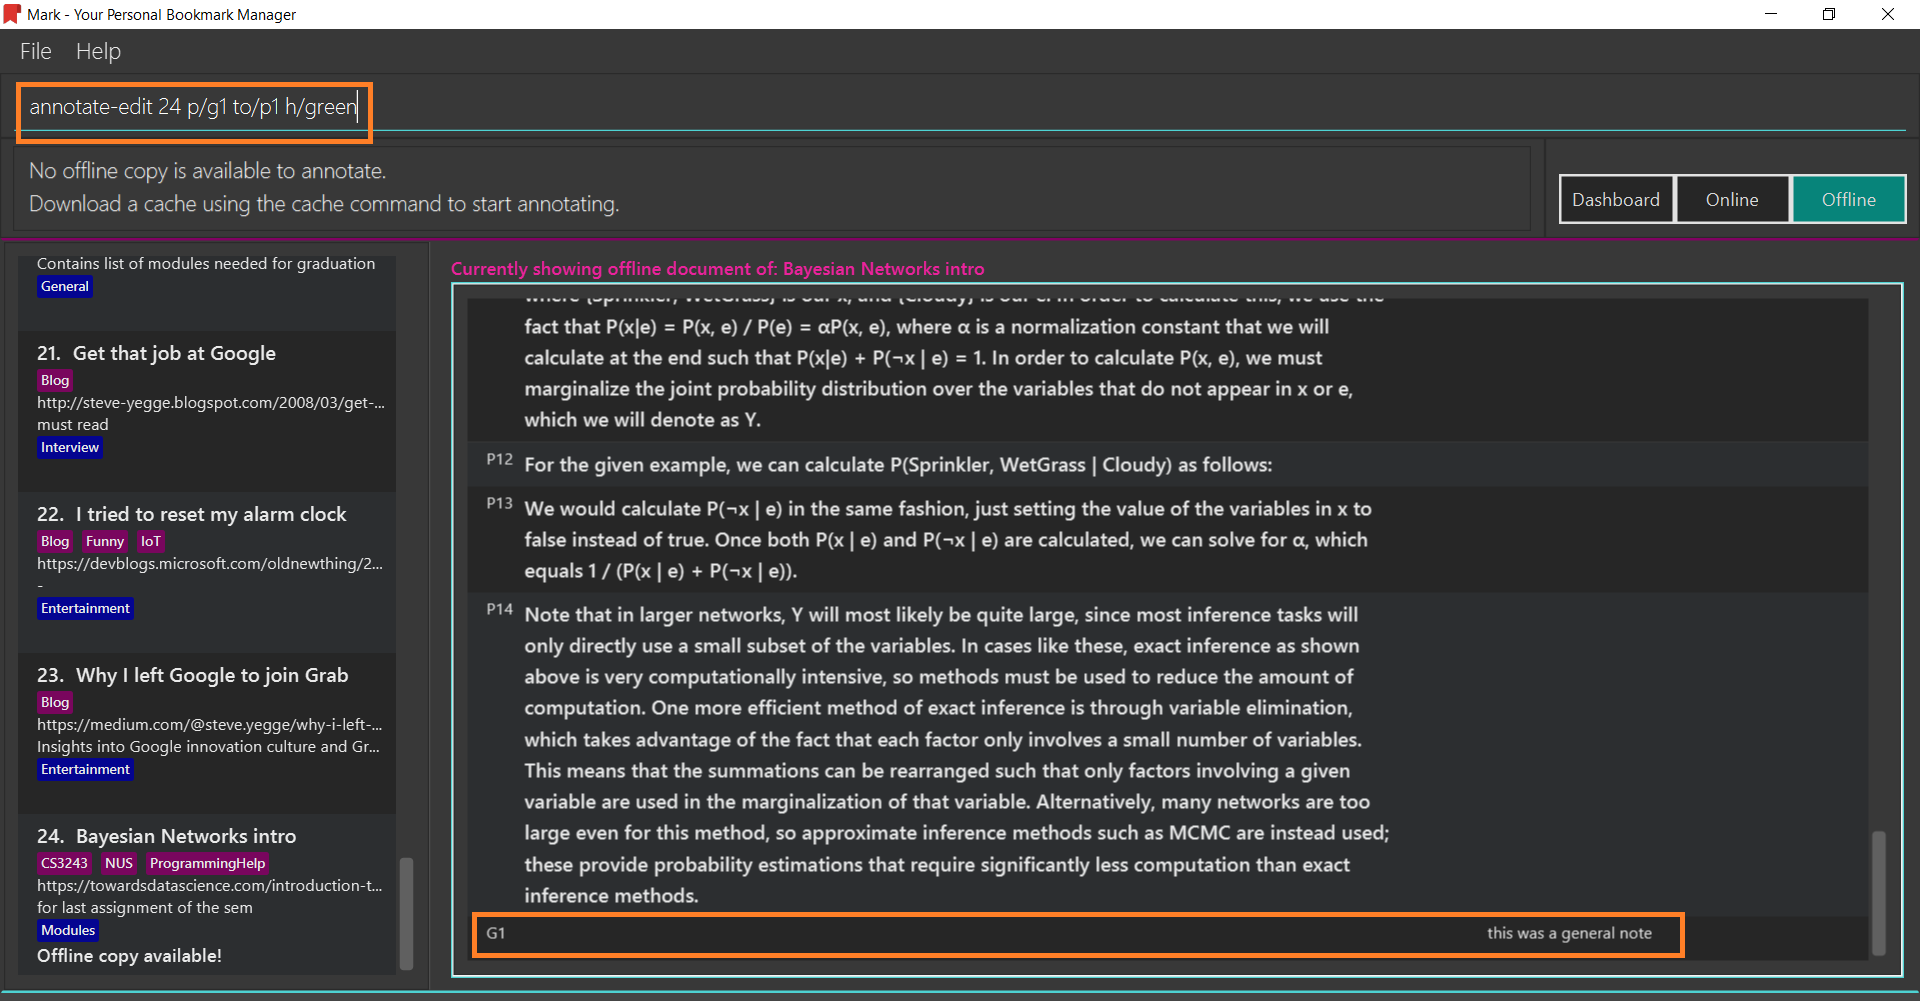 Mark - Your Personal Bookmark Manager
File Help
annotate-edit 24 p/g1 to/p1 h/green
No offline copy is available to annotate.
Download a cache using the cache command to start annotating.
Dashboard Online Offline
Contains list of modules needed for graduation
General
21. Get that job at Google
Blog
http://steve-yegge.blogspot.com/2008/03/get-...
must read
Interview
22. I tried to reset my alarm clock
Blog Funny IoT
https://devblogs.microsoft.com/oldnewthing/2...
-
Entertainment
23. Why I left Google to join Grab
Blog
https://medium.com/@steve.yegge/why-i-left-...
Insights into Google innovation culture and Gr...
Entertainment
24. Bayesian Networks intro
CS3243 NUS ProgrammingHelp
https://towardsdatascience.com/introduction-t...
for last assignment of the sem
Modules
Offline copy available!
Currently showing offline document of: Bayesian Networks intro
where {Sprinkler, WetGrass} is our x, and {Cloudy} is our e. In order to calculate this, we use the
fact that P(x|e) = P(x, e) / P(e) = αP(x, e), where α is a normalization constant that we will
calculate at the end such that P(x|e) + P(¬x | e) = 1. In order to calculate P(x, e), we must
marginalize the joint probability distribution over the variables that do not appear in x or e,
which we will denote as Y.
P12 For the given example, we can calculate P(Sprinkler, WetGrass | Cloudy) as follows:
P13 We would calculate P(¬x | e) in the same fashion, just setting the value of the variables in x to
false instead of true. Once both P(x | e) and P(¬x | e) are calculated, we can solve for α, which
equals 1 / (P(x | e) + P(¬x | e)).
P14 Note that in larger networks, Y will most likely be quite large, since most inference tasks will
only directly use a small subset of the variables. In cases like these, exact inference as shown
above is very computationally intensive, so methods must be used to reduce the amount of
computation. One more efficient method of exact inference is through variable elimination,
which takes advantage of the fact that each factor only involves a small number of variables.
This means that the summations can be rearranged such that only factors involving a given
variable are used in the marginalization of that variable. Alternatively, many networks are too
large even for this method, so approximate inference methods such as MCMC are instead used;
these provide probability estimations that require significantly less computation than exact
inference methods.
G1 this was a general note